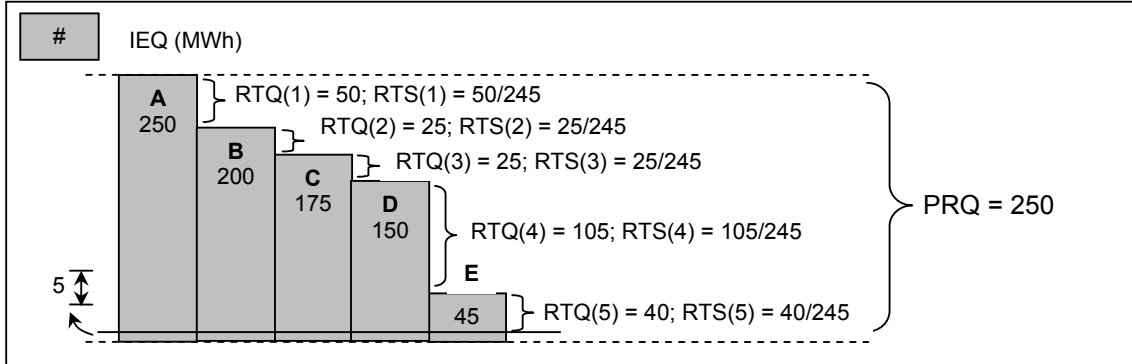 # IEQ (MWh)
A
250
RTQ(1) = 50; RTS(1) = 50/245
B
200
RTQ(2) = 25; RTS(2) = 25/245
C
175
RTQ(3) = 25; RTS(3) = 25/245
D
150
RTQ(4) = 105; RTS(4) = 105/245
PRQ = 250
E
45
RTQ(5) = 40; RTS(5) = 40/245
5